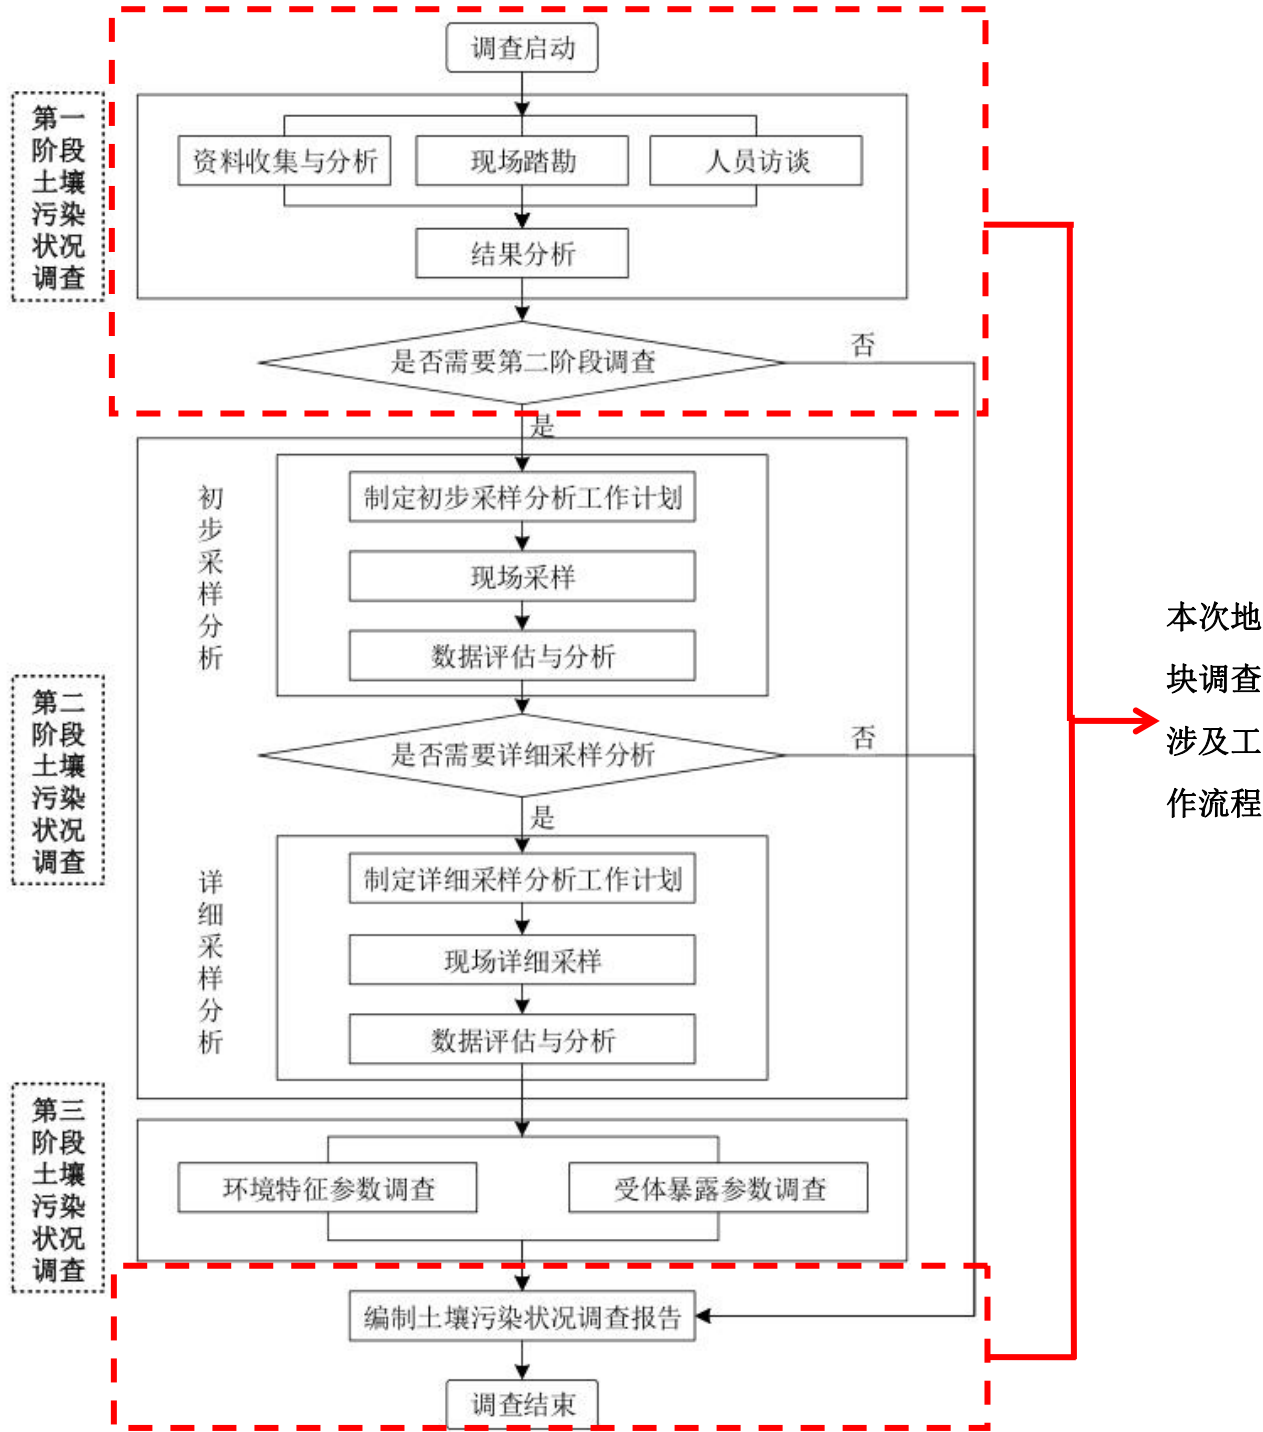 调查启动
第一
阶段
土壤
污染
状况
调查
资料收集与分析
现场踏勘
人员访谈
结果分析
是否需要第二阶段调查
否
是
初
步
采
样
分
析
制定初步采样分析工作计划
现场采样
数据评估与分析
第二
阶段
土壤
污染
状况
调查
是否需要详细采样分析
否
是
详
细
采
样
分
析
制定详细采样分析工作计划
现场详细采样
数据评估与分析
第三
阶段
土壤
污染
状况
调查
环境特征参数调查
受体暴露参数调查
编制土壤污染状况调查报告
调查结束
本次地
块调查
涉及工
作流程